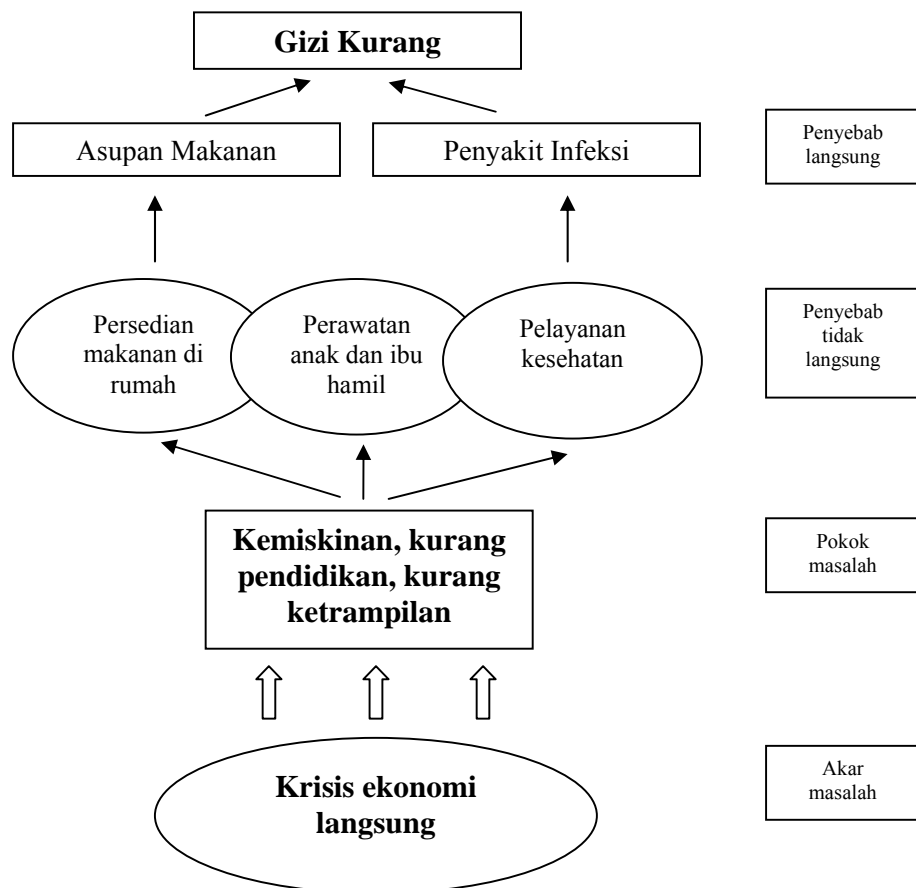 Gizi Kurang
Asupan Makanan
Penyakit Infeksi
Penyebab
langsung
Persedian
makanan di
rumah
Perawatan
anak dan ibu
hamil
Pelayanan
kesehatan
Penyebab
tidak
langsung
Kemiskinan, kurang
pendidikan, kurang
ketrampilan
Pokok
masalah
Krisis ekonomi
langsung
Akar
masalah